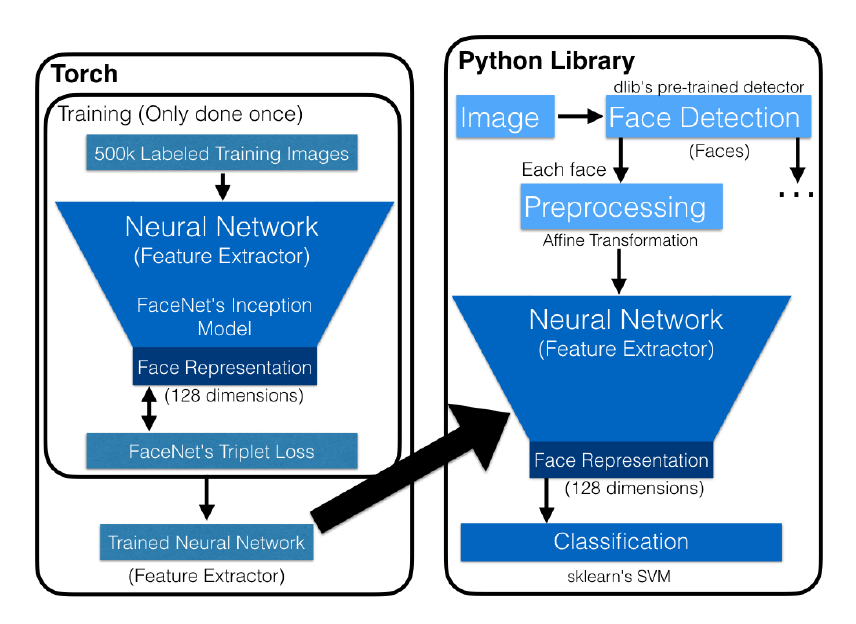 Torch
Training (Only done once)
500k Labeled Training Images
Neural Network
(Feature Extractor)
FaceNet's Inception
Model
Face Representation
(128 dimensions)
FaceNet's Triplet Loss
Trained Neural Network
(Feature Extractor)
Python Library
dlib's pre-trained detector
Image
Face Detection
(Faces)
Each face
...
Preprocessing
Affine Transformation
Neural Network
(Feature Extractor)
Face Representation
(128 dimensions)
Classification
sklearn's SVM